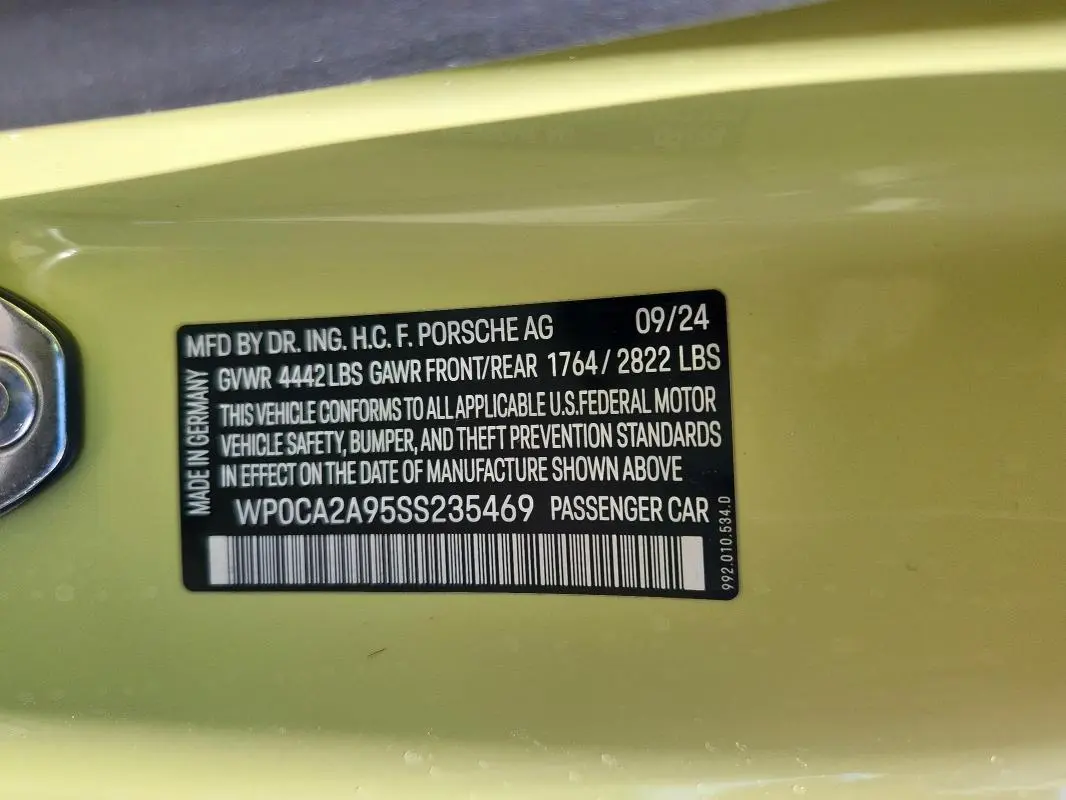 MFD BY DR. ING. H.C. F. PORSCHE AG 09/24
GVWR 4442 LBS GAWR FRONT/REAR 1764 / 2822 LBS
THIS VEHICLE CONFORMS TO ALL APPLICABLE U.S.FEDERAL MOTOR
VEHICLE SAFETY, BUMPER, AND THEFT PREVENTION STANDARDS
IN EFFECT ON THE DATE OF MANUFACTURE SHOWN ABOVE
WP0CA2A95SS235469 PASSENGER CAR
MADE IN GERMANY
992.010.534.0